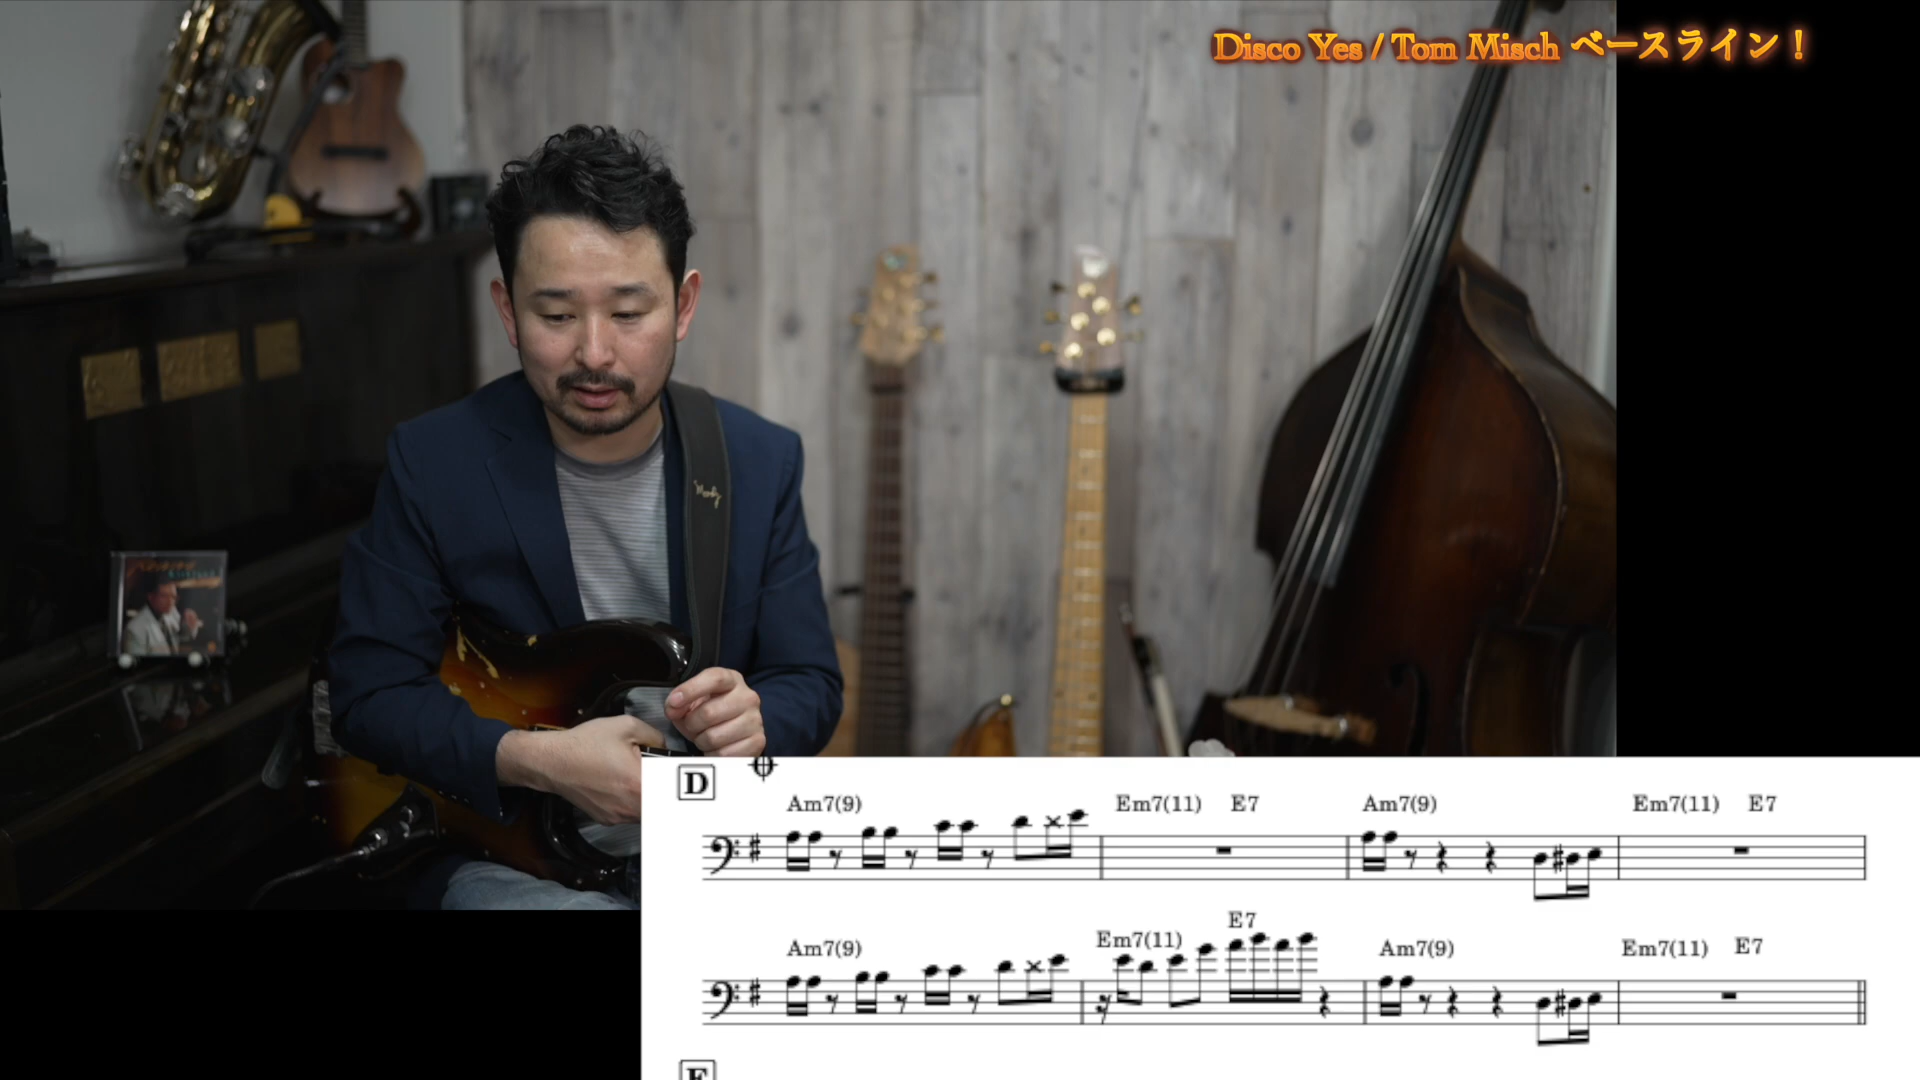 Disco Yes / Tom Misch ベースライン！
Moody
D
Am7(9) Em7(11) E7 Am7(9) Em7(11) E7
Am7(9) Em7(11) E7 Am7(9) Em7(11) E7